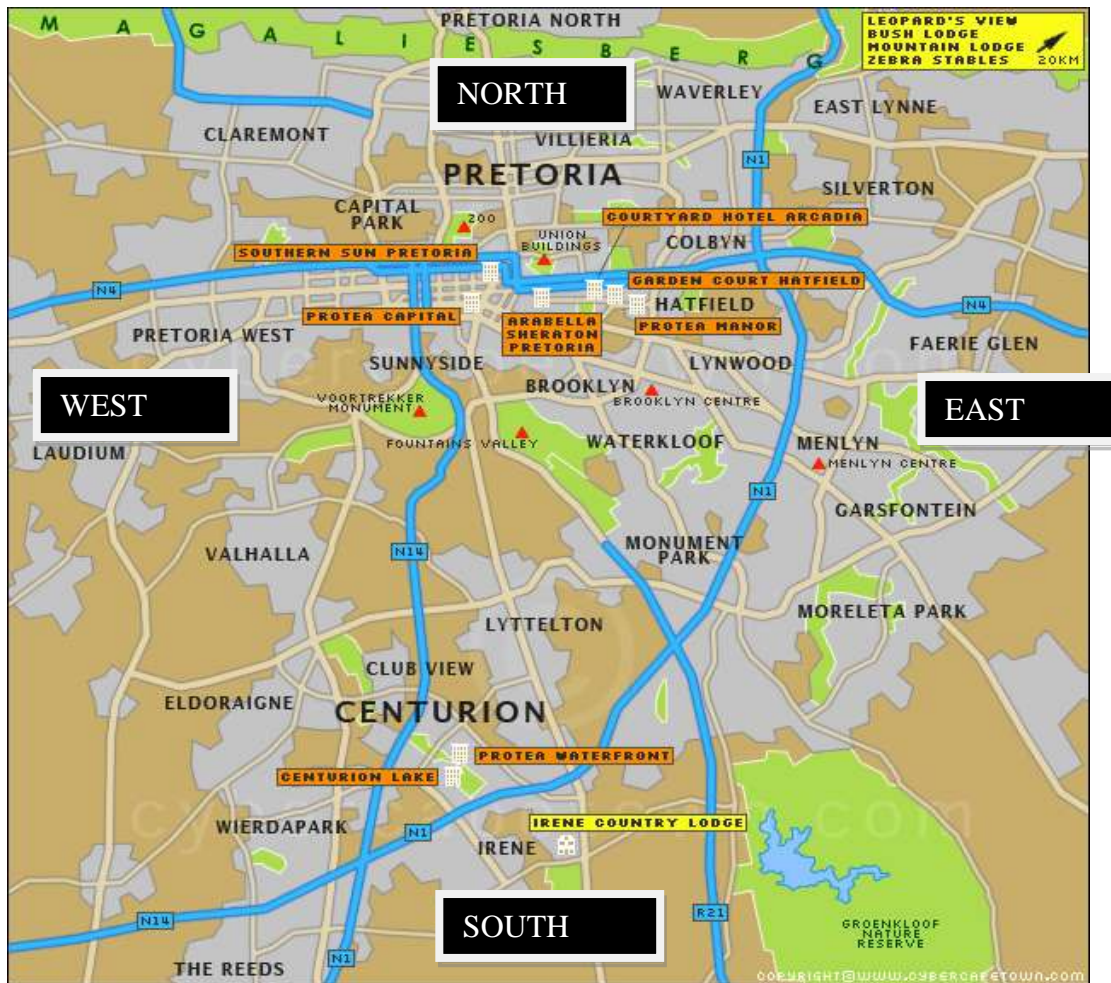 MAGALIESBERG
PRETORIA NORTH
LEOPARD'S VIEW
BUSH LODGE
MOUNTAIN LODGE
ZEBRA STABLES 20KM
NORTH
WAVERLEY
EAST LYNNE
CLAREMONT
VILLIERIA
N1
PRETORIA
SILVERTON
CAPITAL
PARK
ZOO
COURTYARD HOTEL ARCADIA
UNION
BUILDINGS
COLBYN
SOUTHERN SUN PRETORIA
GARDEN COURT HATFIELD
N4
HATFIELD
N4
PROTEA CAPITAL
ARABELLA
SHERATON
PRETORIA
PROTEA MANOR
PRETORIA WEST
FAERIE GLEN
SUNNYSIDE
LYNWOOD
BROOKLYN
BROOKLYN CENTRE
WEST
VOORTREKKER
MONUMENT
EAST
FOUNTAINS VALLEY
WATERKLOOF
MENLYN
LAUDIUM
MENLYN CENTRE
N1
GARSFONTEIN
VALHALLA
N14
MONUMENT
PARK
MORELETA PARK
LYTTELTON
CLUB VIEW
ELDORAIGNE
CENTURION
PROTEA WATERFRONT
CENTURION LAKE
WIERDAPARK
N1
IRENE COUNTRY LODGE
IRENE
SOUTH
N14
R21
GROENKLOOF
NATURE
RESERVE
N1
THE REEDS
COPYRIGHT@WWW.CYBERCAPETOWN.COM